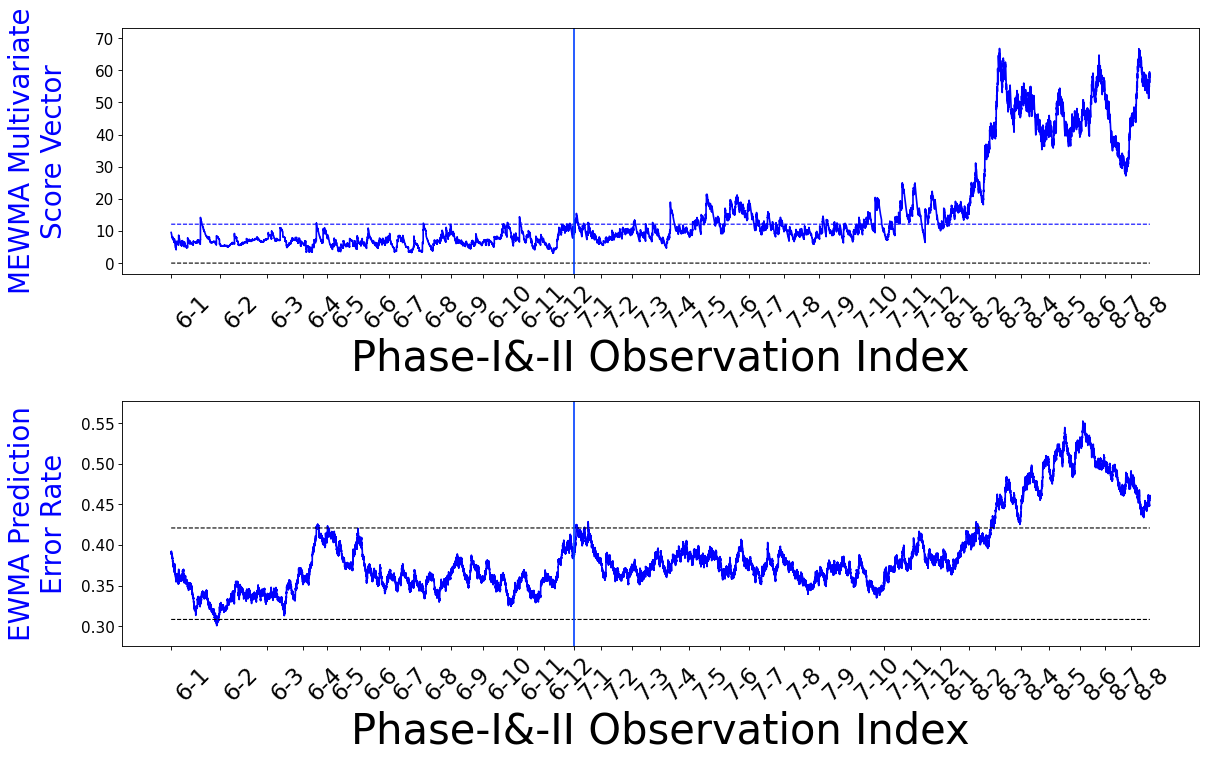 MEWMA Multivariate
Score Vector
70
60
50
40
30
20
10
0
6-1 6-2 6-3 6-4 6-5 6-6 6-7 6-8 6-9 6-10 6-11 6-12 7-1 7-2 7-3 7-4 7-5 7-6 7-7 7-8 7-9 7-10 7-11 7-12 8-1 8-2 8-3 8-4 8-5 8-6 8-7 8-8
Phase-I&-II Observation Index
EWMA Prediction
Error Rate
0.55
0.50
0.45
0.40
0.35
0.30
6-1 6-2 6-3 6-4 6-5 6-6 6-7 6-8 6-9 6-10 6-11 6-12 7-1 7-2 7-3 7-4 7-5 7-6 7-7 7-8 7-9 7-10 7-11 7-12 8-1 8-2 8-3 8-4 8-5 8-6 8-7 8-8
Phase-I&-II Observation Index